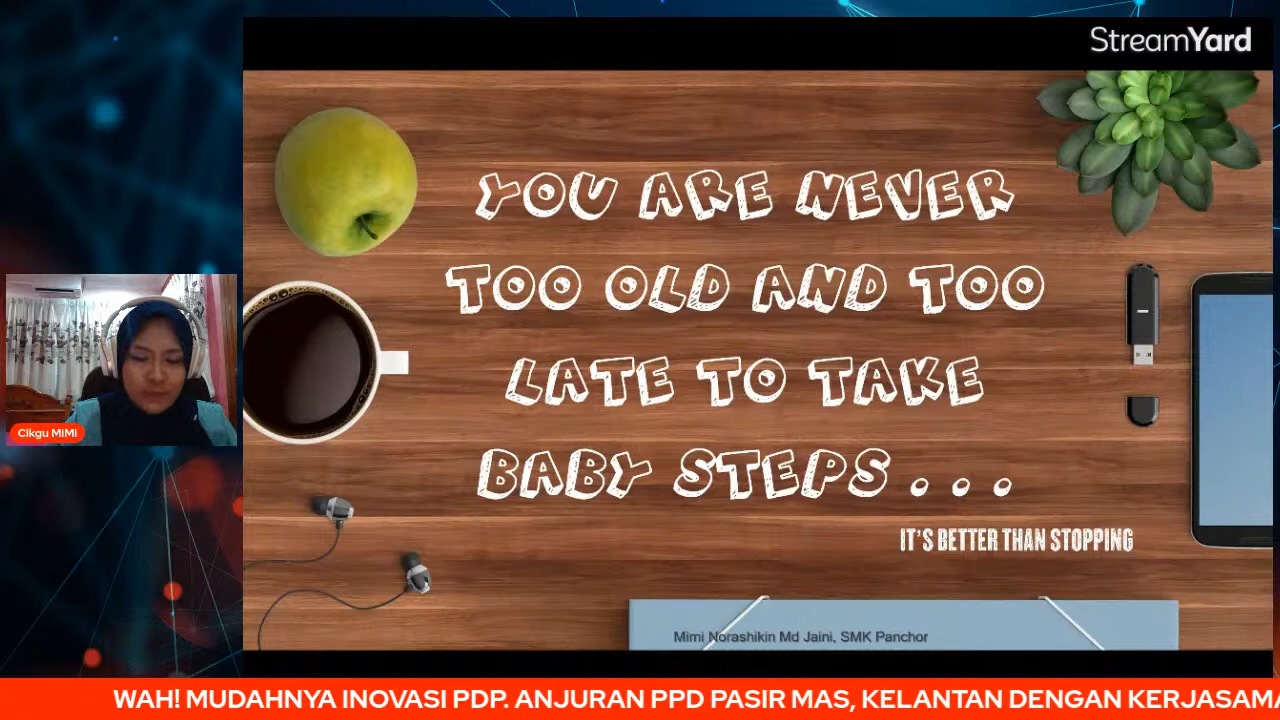 StreamYard
YOU ARE NEVER
TOO OLD AND TOO
LATE TO TAKE
BABY STEPS . . .
IT'S BETTER THAN STOPPING
Cikgu MiMi
Mimi Norashikin Md Jaini, SMK Panchor
WAH! MUDAHNYA INOVASI PDP. ANJURAN PPD PASIR MAS, KELANTAN DENGAN KERJASAMA